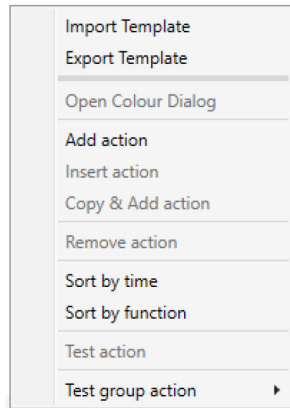 Import Template
Export Template
Open Colour Dialog
Add action
Insert action
Copy & Add action
Remove action
Sort by time
Sort by function
Test action
Test group action